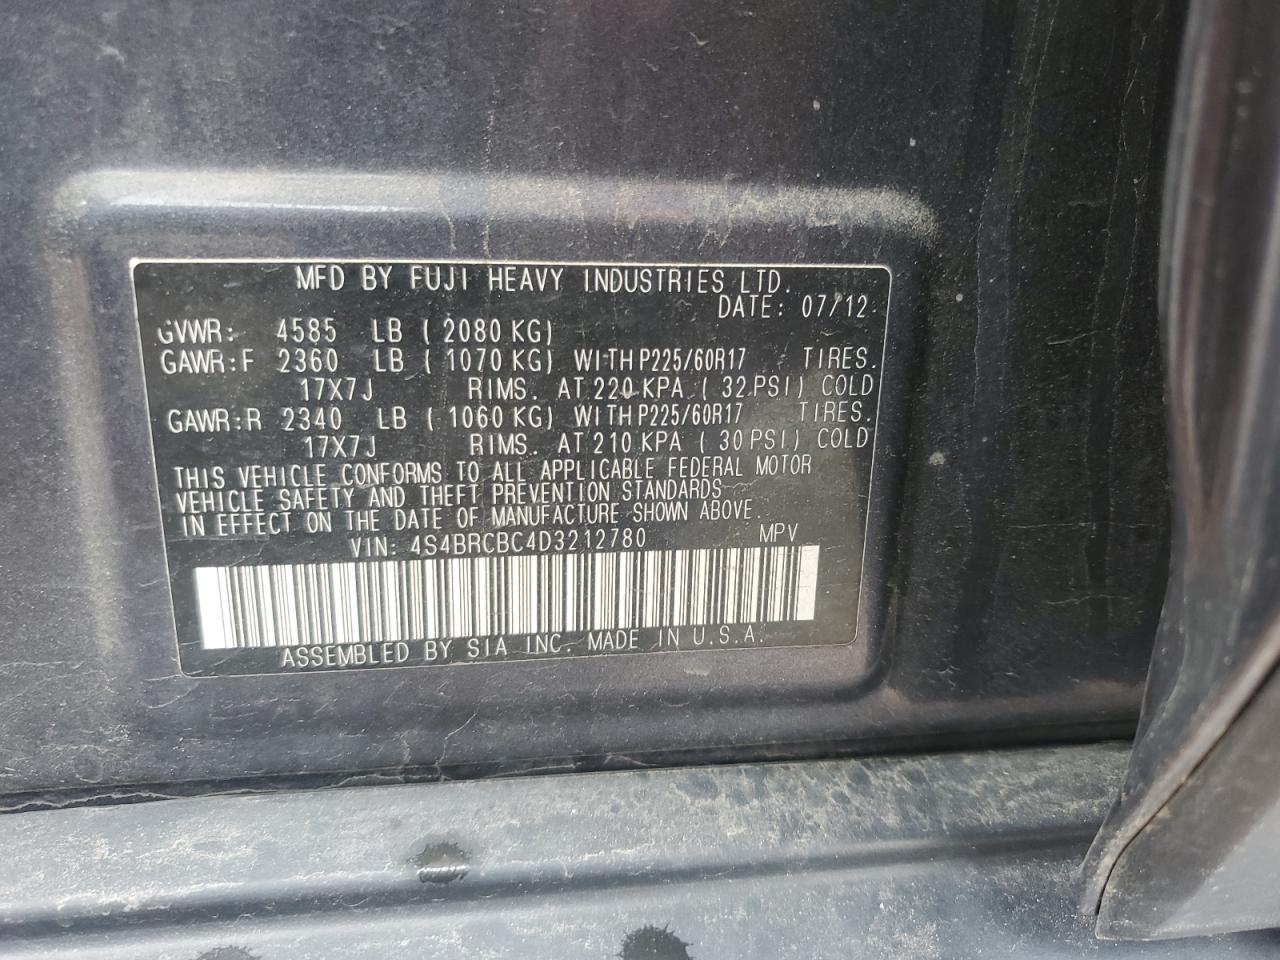 MFD BY FUJI HEAVY INDUSTRIES LTD.
DATE: 07/12
GVWR: 4585 LB ( 2080 KG)
GAWR:F 2360 LB ( 1070 KG) WITH P225/60R17 TIRES.
17X7J RIMS. AT 220 KPA ( 32 PSI) COLD
GAWR:R 2340 LB ( 1060 KG) WITH P225/60R17 TIRES.
17X7J RIMS. AT 210 KPA ( 30 PSI) COLD
THIS VEHICLE CONFORMS TO ALL APPLICABLE FEDERAL MOTOR
VEHICLE SAFETY AND THEFT PREVENTION STANDARDS
IN EFFECT ON THE DATE OF MANUFACTURE SHOWN ABOVE.
VIN: 4S4BRCBC4D3212780 MPV
ASSEMBLED BY SIA INC. MADE IN U.S.A.